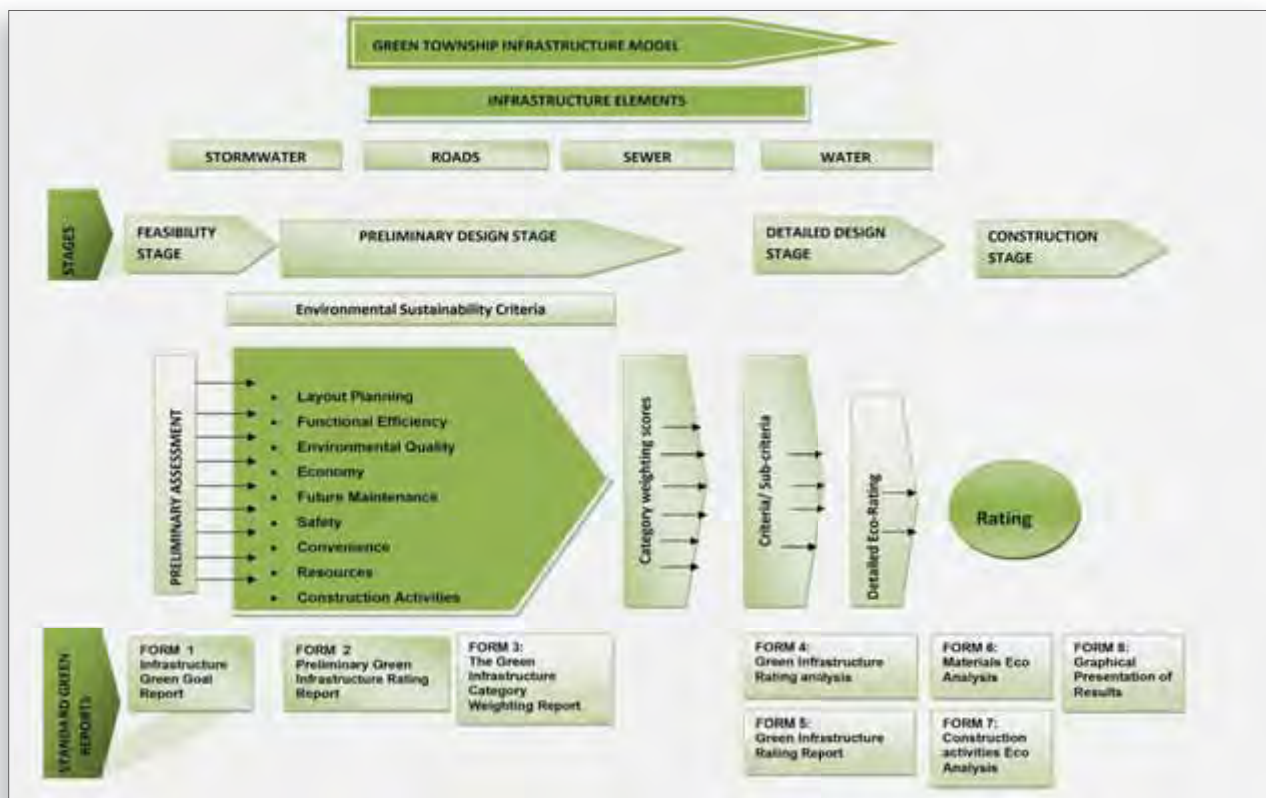 GREEN TOWNSHIP INFRASTRUCTURE MODEL
INFRASTRUCTURE ELEMENTS
STORMWATER
ROADS
SEWER
WATER
STAGES
FEASIBILITY
STAGE
PRELIMINARY DESIGN STAGE
DETAILED DESIGN
STAGE
CONSTRUCTION
STAGE
Environmental Sustainability Criteria
PRELIMINARY ASSESSMENT
• Layout Planning
• Functional Efficiency
• Environmental Quality
• Economy
• Future Maintenance
• Safety
• Convenience
• Resources
• Construction Activities
Category weighting scores
Criteria/ Sub-criteria
Detailed Eco-Rating
Rating
STANDARD GREEN
REPORTS
FORM 1
Infrastructure
Green Goal
Report
FORM 2
Preliminary Green
Infrastructure Rating
Report
FORM 3:
The Green
Infrastructure
Category
Weighting Report
FORM 4:
Green Infrastructure
Rating analysis
FORM 5:
Green Infrastructure
Rating Report
FORM 6:
Materials Eco
Analysis
FORM 7:
Construction
activities Eco
Analysis
FORM 8:
Graphical
Presentation of
Results